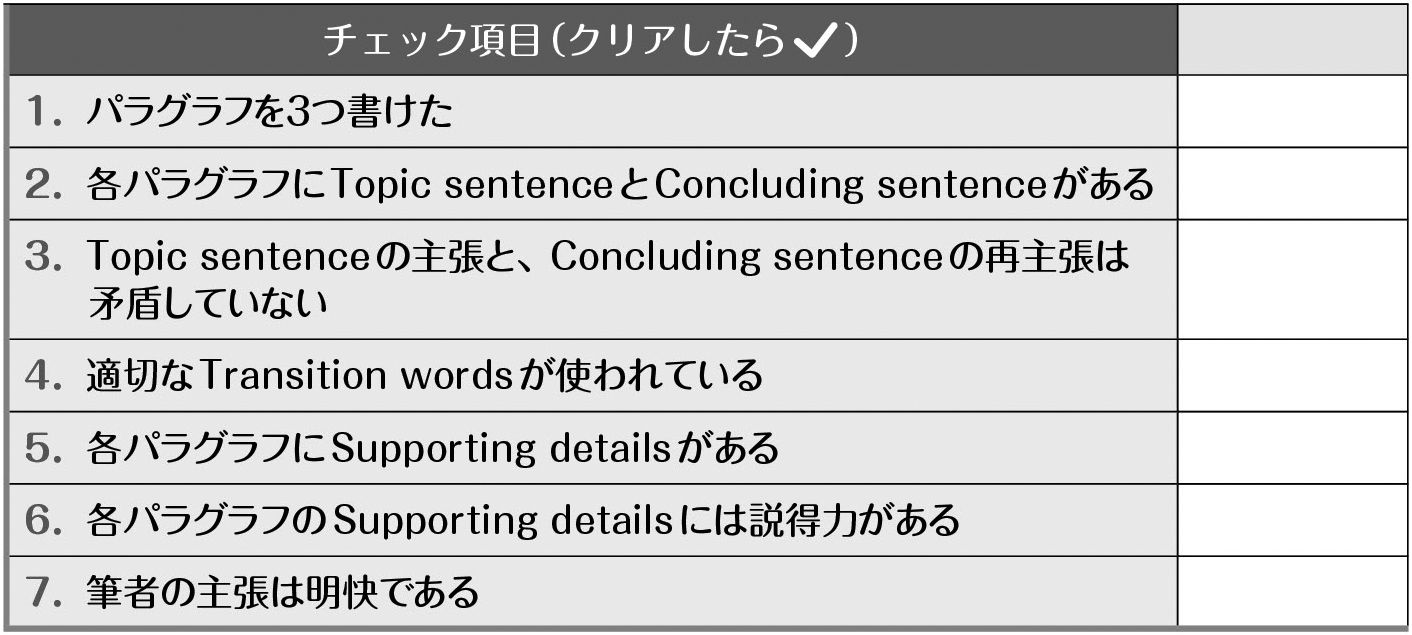 チェック項目（クリアしたら✔）
1. パラグラフを3つ書けた
2. 各パラグラフにTopic sentenceとConcluding sentenceがある
3. Topic sentenceの主張と、Concluding sentenceの再主張は
矛盾していない
4. 適切なTransition wordsが使われている
5. 各パラグラフにSupporting detailsがある
6. 各パラグラフのSupporting detailsには説得力がある
7. 筆者の主張は明快である